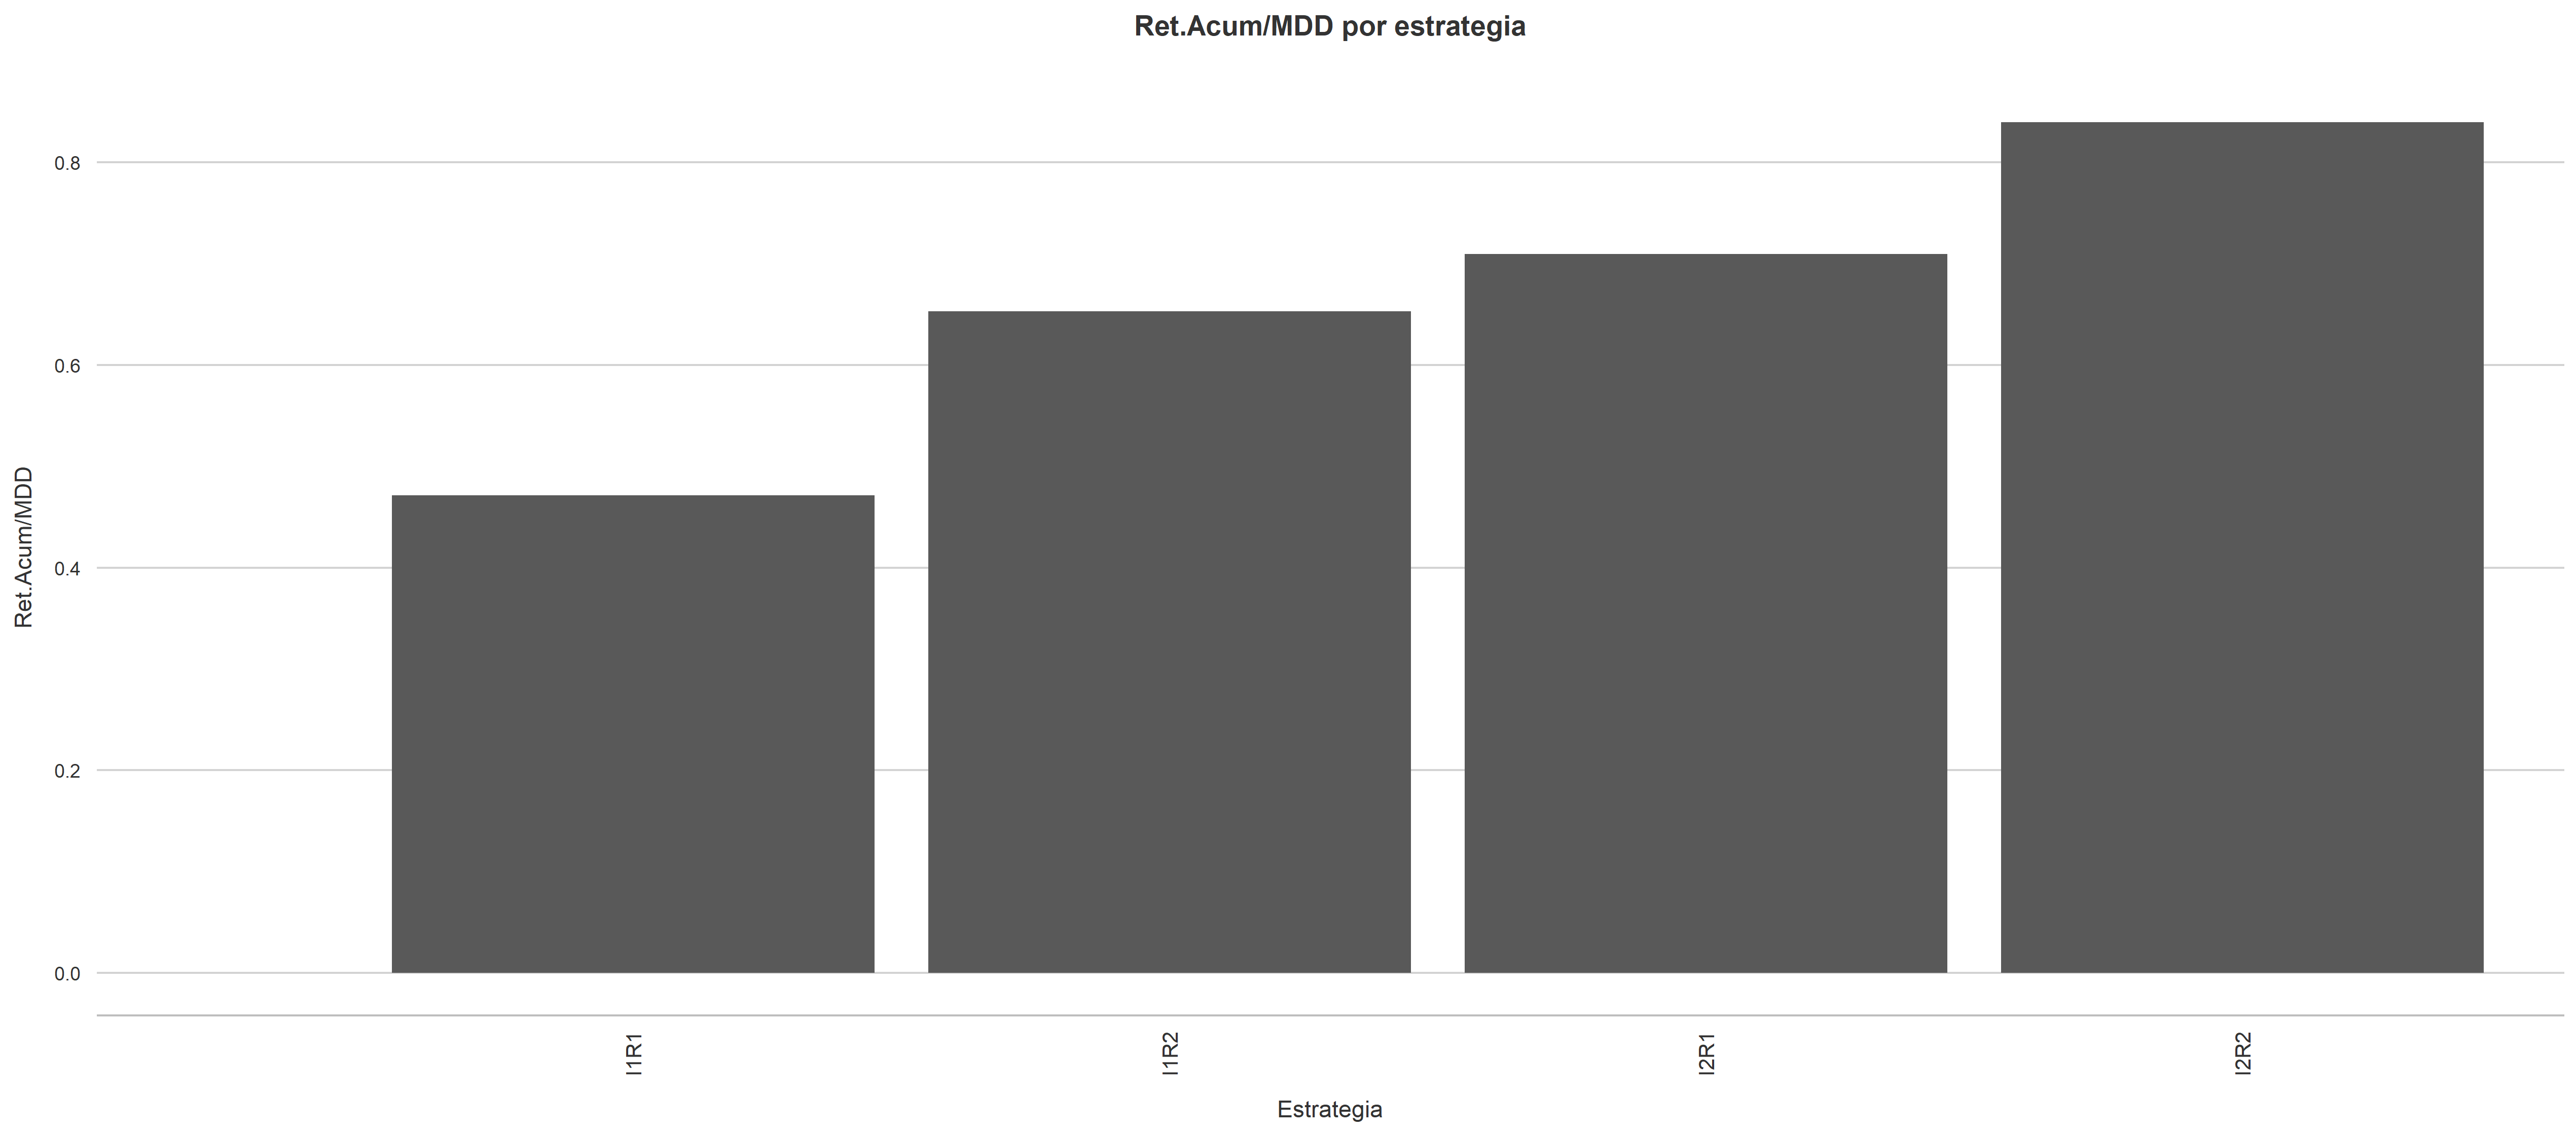 Ret.Acum/MDD por estrategia
Ret.Acum/MDD
0.8
0.6
0.4
0.2
0.0
I1R1
I1R2
I2R1
I2R2
Estrategia